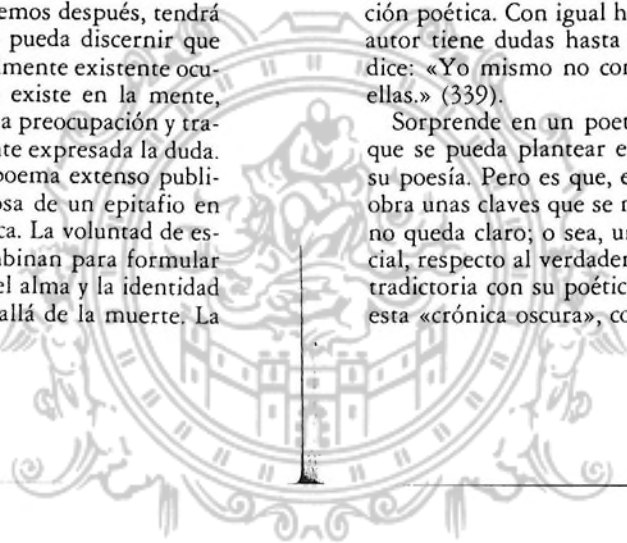 emos después, tendrá
pueda discernir que
mente existente ocu-
existe en la mente,
a preocupación y tra-
te expresada la duda.
poema extenso publi-
osa de un epitafio en
ca. La voluntad de es-
binan para formular
el alma y la identidad
allá de la muerte. La
ción poética. Con igual h
autor tiene dudas hasta
dice: «Yo mismo no con
ellas.» (339).
Sorprende en un poet
que se pueda plantear e
su poesía. Pero es que, e
obra unas claves que se
no queda claro; o sea, un
cial, respecto al verdader
tradictoria con su poétic
esta «crónica oscura», co